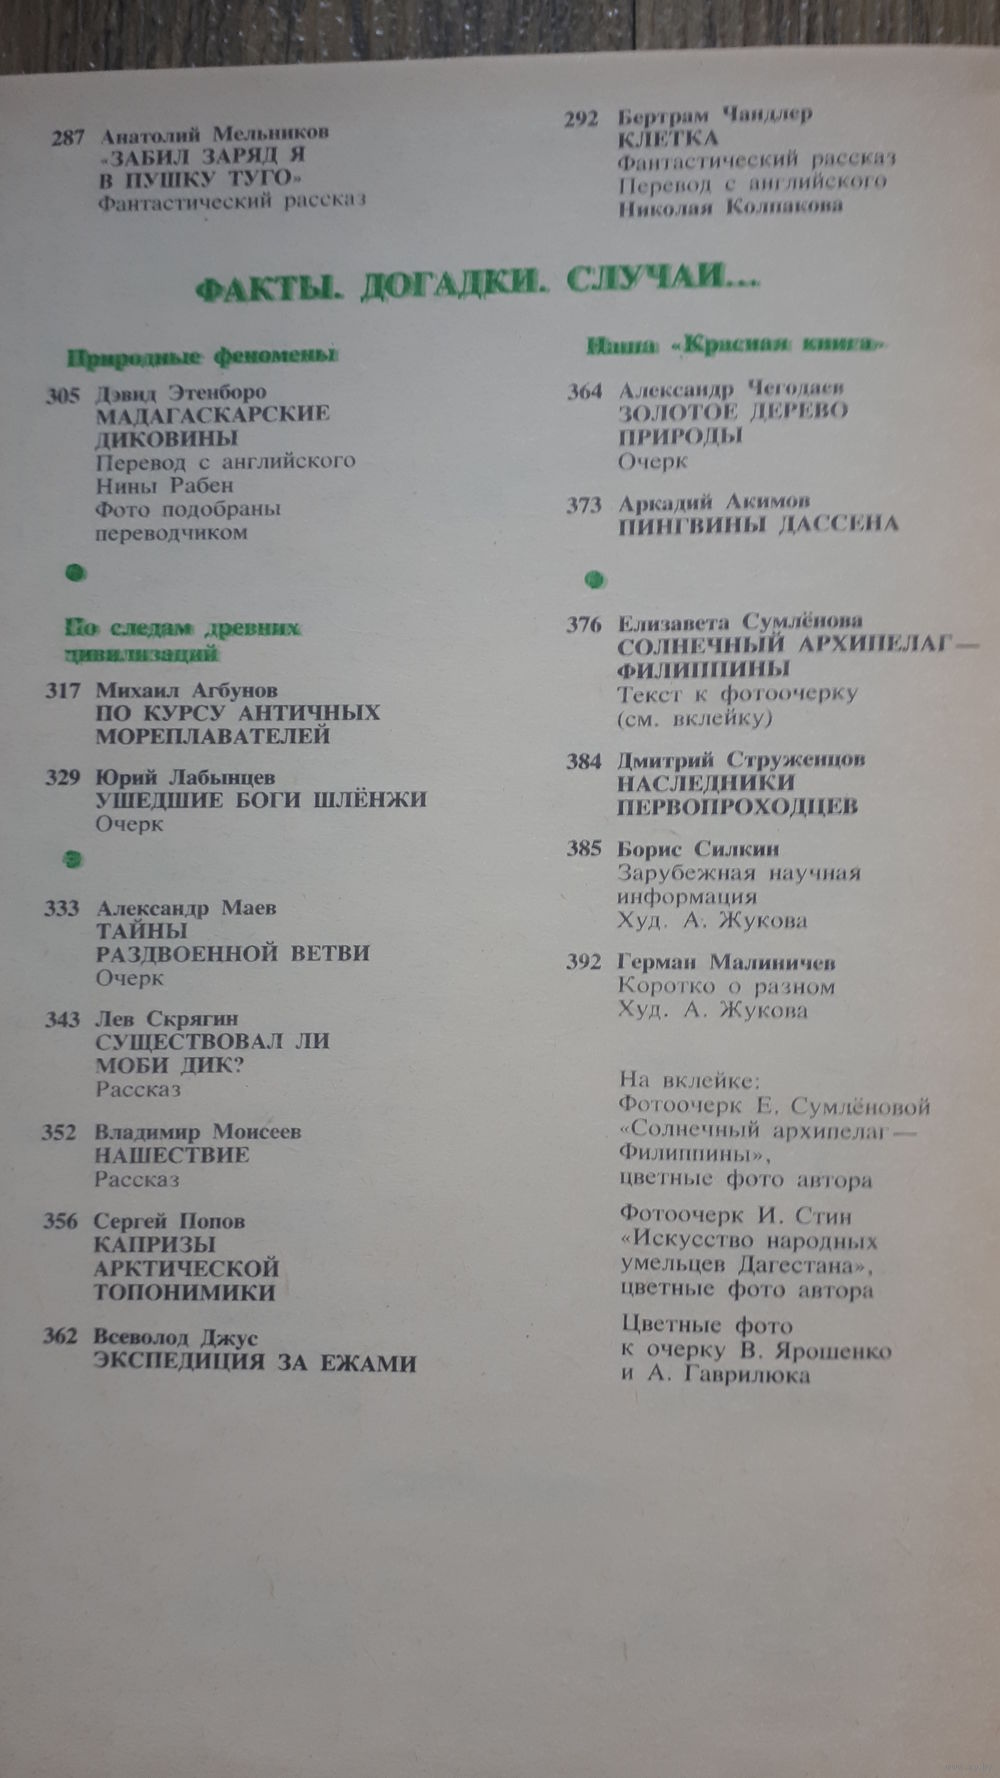 287 Анатолий Мельников
«ЗАБИЛ ЗАРЯД Я
В ПУШКУ ТУГО»
Фантастический рассказ
292 Бертрам Чандлер
КЛЕТКА
Фантастический рассказ
Перевод с английского
Николая Колпакова
ФАКТЫ. ДОГАДКИ. СЛУЧАИ...
Природные феномены
305 Дэвид Этенборо
МАДАГАСКАРСКИЕ
ДИКОВИНЫ
Перевод с английского
Нины Рабен
Фото подобраны
переводчиком
По следам древних
цивилизаций
317 Михаил Агбунов
ПО КУРСУ АНТИЧНЫХ
МОРЕПЛАВАТЕЛЕЙ
329 Юрий Лабынцев
УШЕДШИЕ БОГИ ШЛЁНЖИ
Очерк
333 Александр Маев
ТАЙНЫ
РАЗДВОЕННОЙ ВЕТВИ
Очерк
343 Лев Скрягин
СУЩЕСТВОВАЛ ЛИ
МОБИ ДИК?
Рассказ
352 Владимир Моисеев
НАШЕСТВИЕ
Рассказ
356 Сергей Попов
КАПРИЗЫ
АРКТИЧЕСКОЙ
ТОПОНИМИКИ
362 Всеволод Джус
ЭКСПЕДИЦИЯ ЗА ЕЖАМИ
Наша «Красная книга»
364 Александр Чегодаев
ЗОЛОТОЕ ДЕРЕВО
ПРИРОДЫ
Очерк
373 Аркадий Акимов
ПИНГВИНЫ ДАССЕНА
376 Елизавета Сумлёнова
СОЛНЕЧНЫЙ АРХИПЕЛАГ —
ФИЛИППИНЫ
Текст к фотоочерку
(см. вклейку)
384 Дмитрий Струженцов
НАСЛЕДНИКИ
ПЕРВОПРОХОДЦЕВ
385 Борис Силкин
Зарубежная научная
информация
Худ. А. Жукова
392 Герман Малиничев
Коротко о разном
Худ. А. Жукова
На вклейке:
Фотоочерк Е. Сумлёновой
«Солнечный архипелаг —
Филиппины»,
цветные фото автора
Фотоочерк И. Стин
«Искусство народных
умельцев Дагестана»,
цветные фото автора
Цветные фото
к очерку В. Ярошенко
и А. Гаврилюка